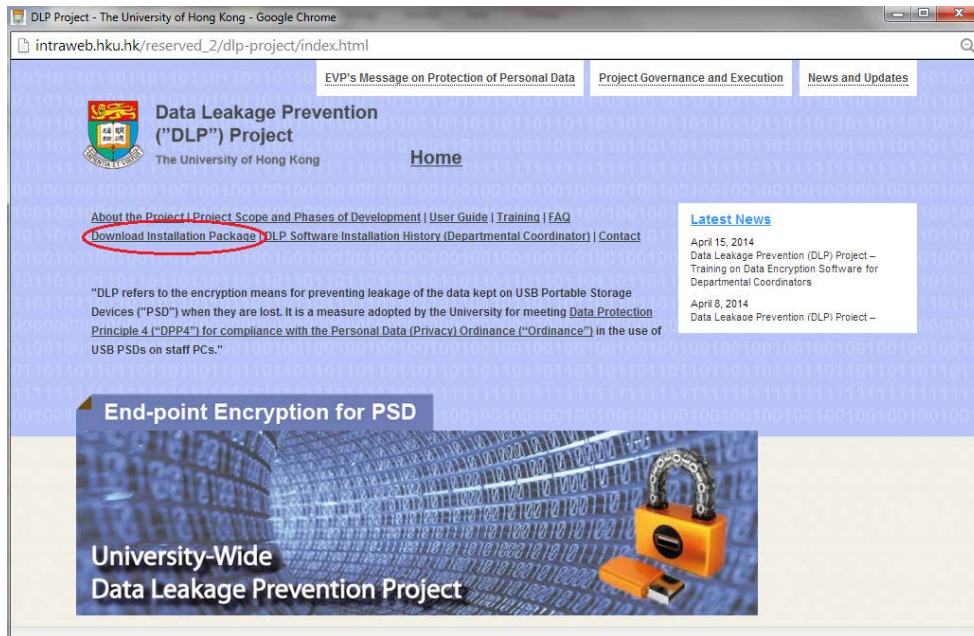 DLP Project - The University of Hong Kong - Google Chrome
intraweb.hku.hk/reserved_2/dlp-project/index.html
EVP's Message on Protection of Personal Data
Project Governance and Execution
News and Updates
Data Leakage Prevention
("DLP") Project
The University of Hong Kong
Home
About the Project | Project Scope and Phases of Development | User Guide | Training | FAQ
Download Installation Package | DLP Software Installation History (Departmental Coordinator) | Contact
"DLP refers to the encryption means for preventing leakage of the data kept on USB Portable Storage
Devices ("PSD") when they are lost. It is a measure adopted by the University for meeting Data Protection
Principle 4 ("DPP4") for compliance with the Personal Data (Privacy) Ordinance ("Ordinance") in the use of
USB PSDs on staff PCs."
Latest News
April 15, 2014
Data Leakage Prevention (DLP) Project –
Training on Data Encryption Software for
Departmental Coordinators
April 8, 2014
Data Leakage Prevention (DLP) Project –
End-point Encryption for PSD
University-Wide
Data Leakage Prevention Project